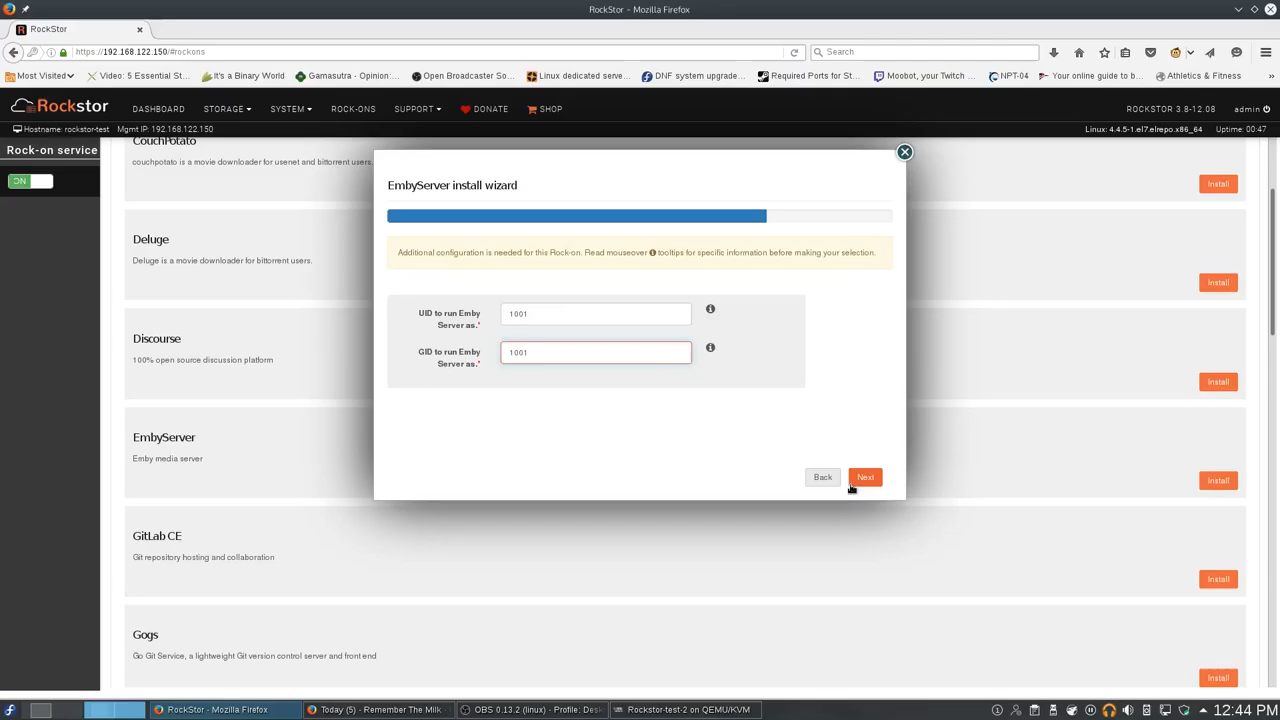 RockStor - Mozilla Firefox
RockStor
https://192.168.122.150/#rockons
Search
Most Visited
Video: 5 Essential St...
It's a Binary World
Gamasutra - Opinion:...
Open Broadcaster So...
Linux dedicated serve...
DNF system upgrade...
Required Ports for St...
Moobot, your Twitch ...
NPT-04
Your online guide to b...
Athletics & Fitness
»
Rockstor
DASHBOARD
STORAGE
SYSTEM
ROCK-ONS
SUPPORT
DONATE
SHOP
ROCKSTOR 3.8-12.08
admin
Hostname: rockstor-test
Mgmt IP: 192.168.122.150
Linux: 4.4.5-1.el7.elrepo.x86_64
Uptime: 00:47
Rock-on service
ON
CouchPotato
couchpotato is a movie downloader for usenet and bittorrent users.
Install
Deluge
Deluge is a movie downloader for bittorrent users.
Install
Discourse
100% open source discussion platform
Install
EmbyServer
Emby media server
Install
GitLab CE
Git repository hosting and collaboration
Install
Gogs
Go Git Service, a lightweight Git version control server and front end
Install
EmbyServer install wizard
Additional configuration is needed for this Rock-on. Read mouseover tooltips for specific information before making your selection.
UID to run Emby
Server as.*
1001
GID to run Emby
Server as.*
1001
Back
Next
RockStor - Mozilla Firefox
Today (5) - Remember The Milk -
OBS 0.13.2 (linux) - Profile: Desk
Rockstor-test-2 on QEMU/KVM
12:44 PM